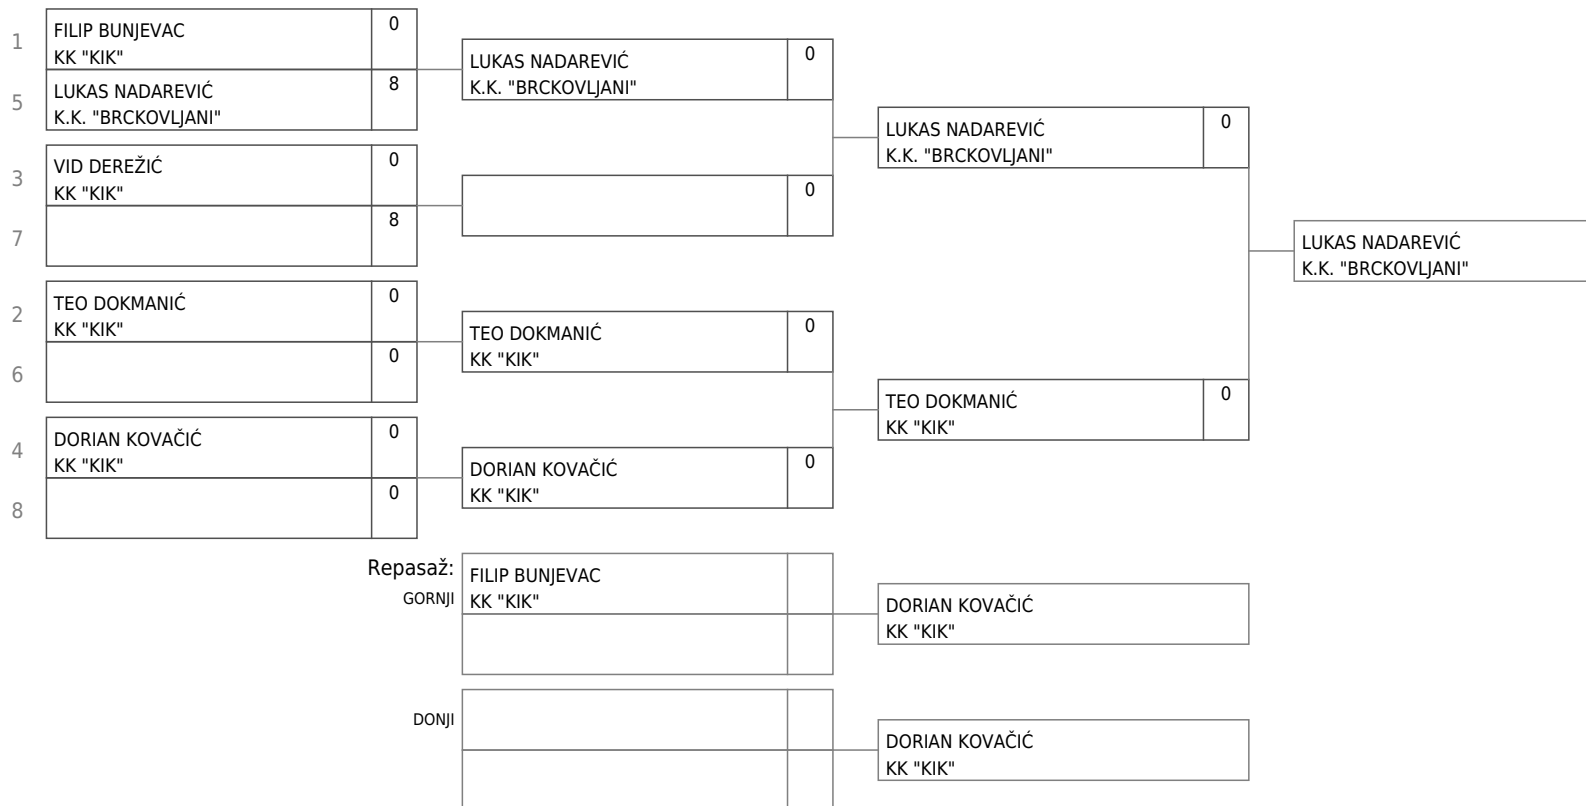 1
FILIP BUNJEVAC
KK "KIK"
0
5
LUKAS NADAREVIĆ
K.K. "BRCKOVLJANI"
8
3
VID DEREŽIĆ
KK "KIK"
0
7
8
2
TEO DOKMANIĆ
KK "KIK"
0
6
0
4
DORIAN KOVAČIĆ
KK "KIK"
0
8
0
LUKAS NADAREVIĆ
K.K. "BRCKOVLJANI"
0
0
TEO DOKMANIĆ
KK "KIK"
0
DORIAN KOVAČIĆ
KK "KIK"
0
LUKAS NADAREVIĆ
K.K. "BRCKOVLJANI"
0
TEO DOKMANIĆ
KK "KIK"
0
LUKAS NADAREVIĆ
K.K. "BRCKOVLJANI"
Repasaž:
GORNJI
FILIP BUNJEVAC
KK "KIK"
DORIAN KOVAČIĆ
KK "KIK"
DONJI
DORIAN KOVAČIĆ
KK "KIK"